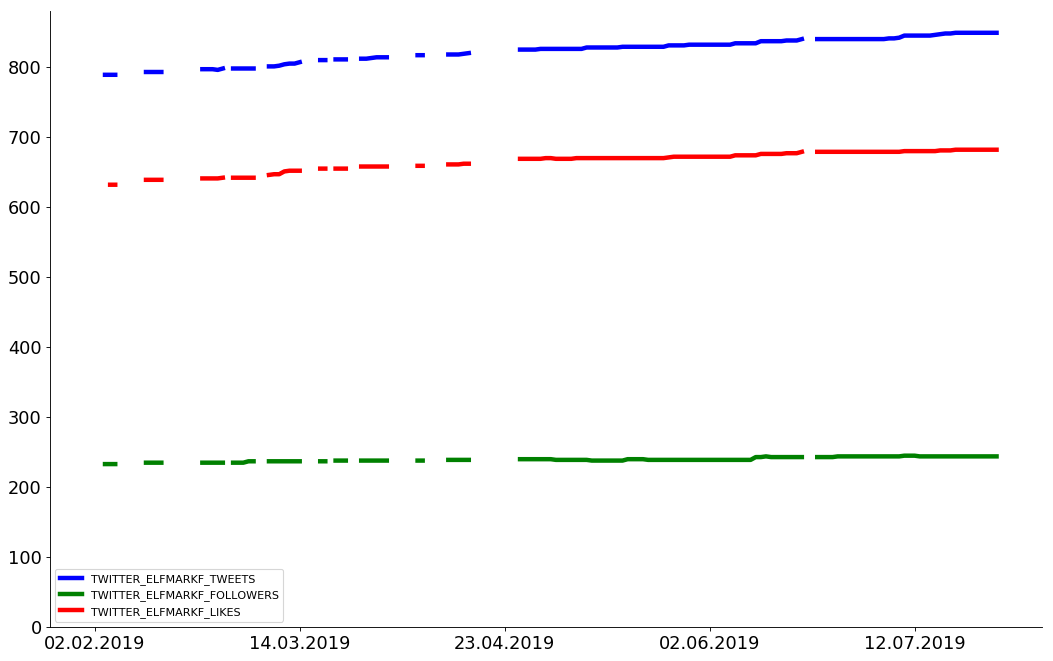 800
700
600
500
400
300
200
100
0
TWITTER_ELFMARKF_TWEETS
TWITTER_ELFMARKF_FOLLOWERS
TWITTER_ELFMARKF_LIKES
02.02.2019 14.03.2019 23.04.2019 02.06.2019 12.07.2019